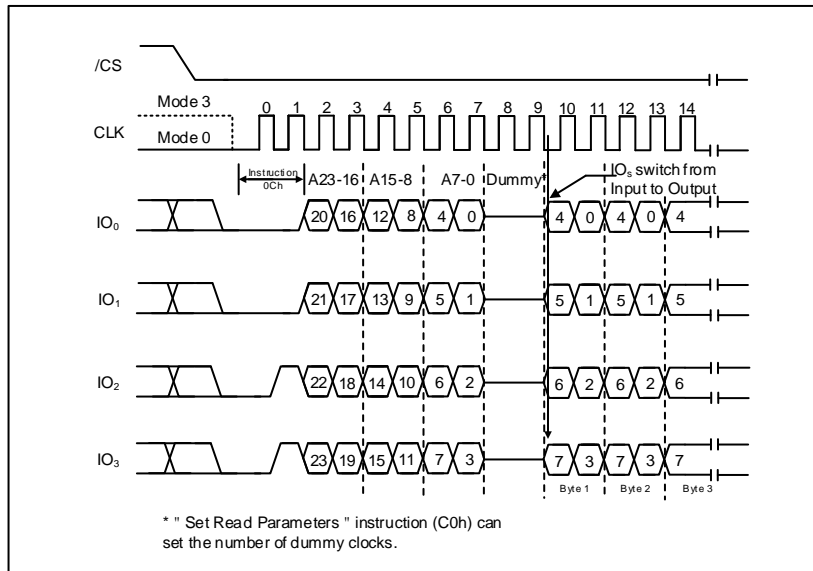 /CS
Mode 3
0 1 2 3 4 5 6 7 8 9 10 11 12 13 14
CLK
Mode 0
Instruction
0Ch
A23-16 A15-8 A7-0 Dummy*
IOs switch from
Input to Output
IO0
20 16 12 8 4 0 4 0 4 0 4
IO1
21 17 13 9 5 1 5 1 5 1 5
IO2
22 18 14 10 6 2 6 2 6 2 6
IO3
23 19 15 11 7 3 7 3 7 3 7
Byte 1 Byte 2 Byte 3
* " Set Read Parameters " instruction (C0h) can
set the number of dummy clocks.